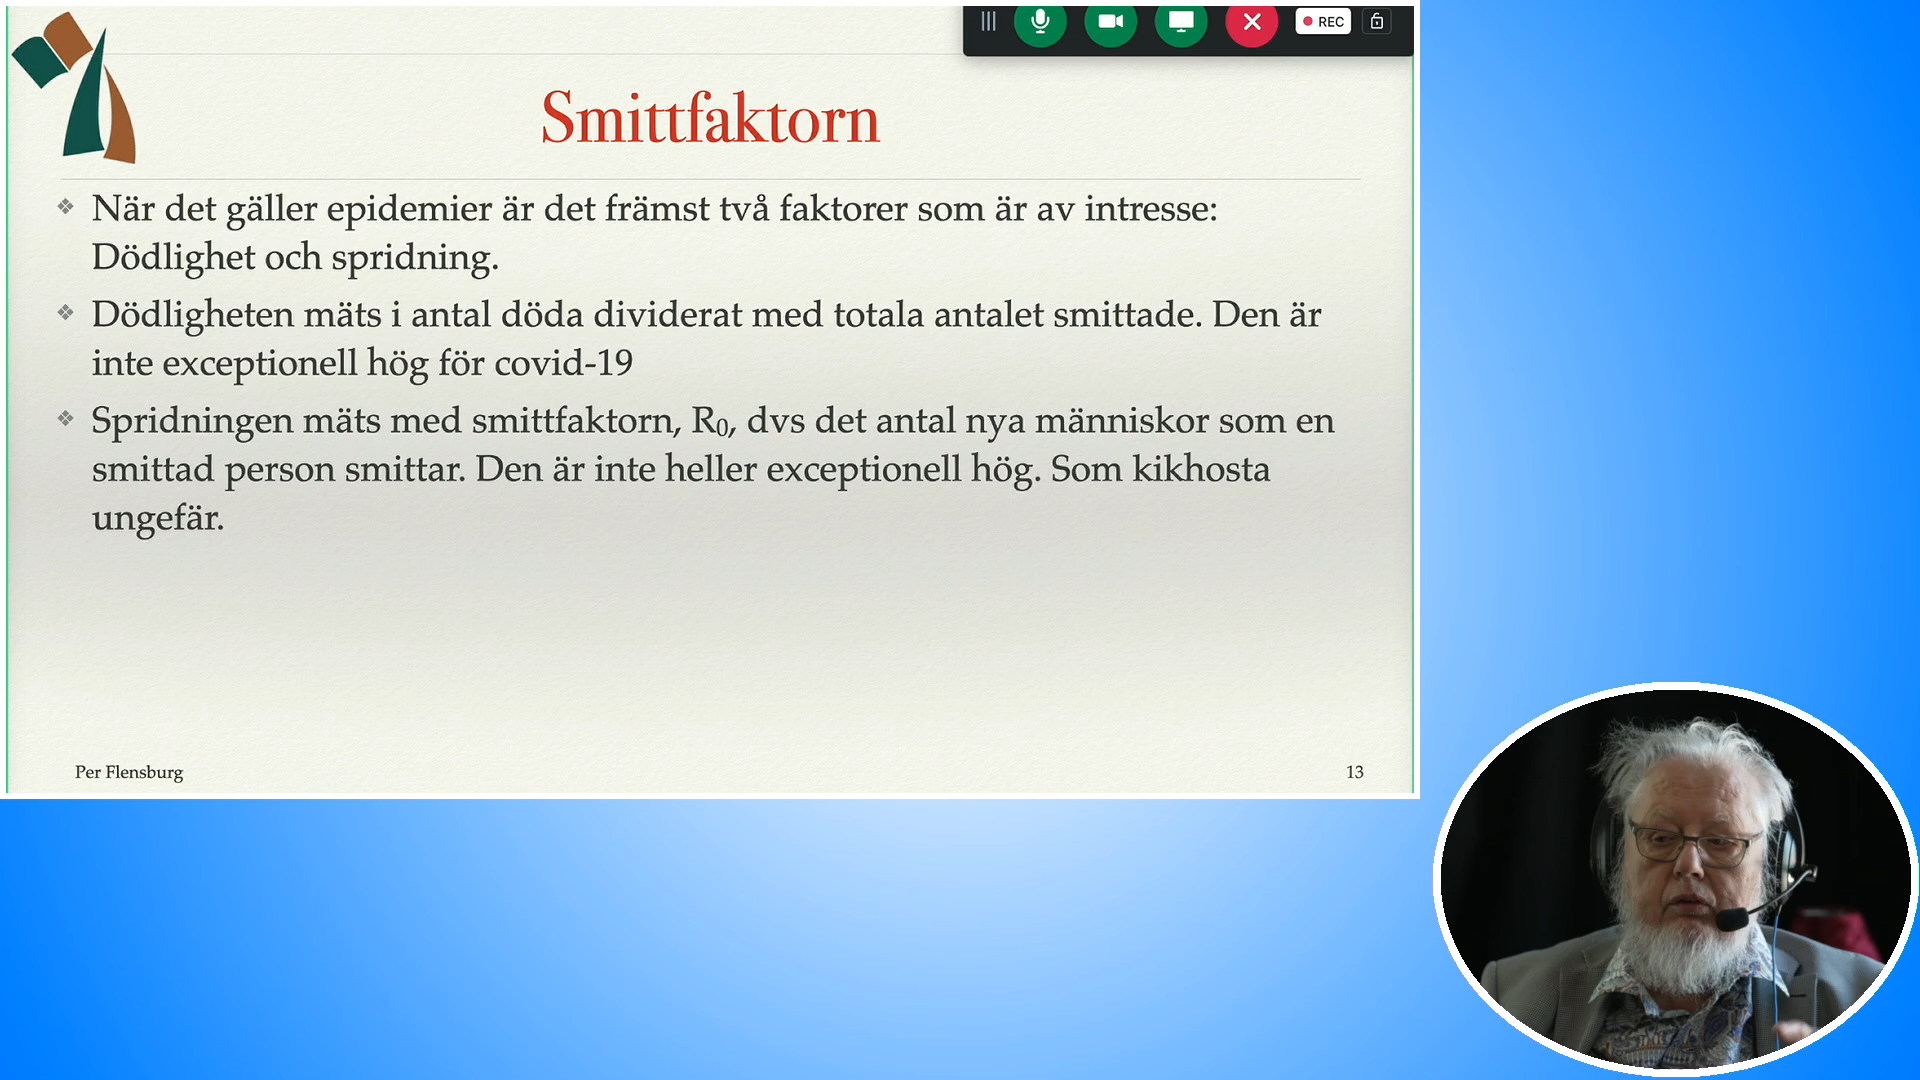 REC
Smittfaktorn
❖ När det gäller epidemier är det främst två faktorer som är av intresse:
Dödlighet och spridning.
❖ Dödligheten mäts i antal döda dividerat med totala antalet smittade. Den är
inte exceptionell hög för covid-19
❖ Spridningen mäts med smittfaktorn, R₀, dvs det antal nya människor som en
smittad person smittar. Den är inte heller exceptionell hög. Som kikhosta
ungefär.
Per Flensburg
13